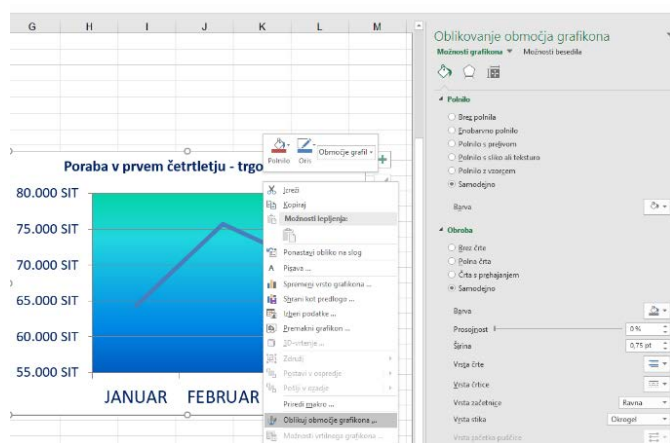 G H I J K L M
Poraba v prvem četrtletju - trgo
80.000 SIT
75.000 SIT
70.000 SIT
65.000 SIT
60.000 SIT
55.000 SIT
JANUAR FEBRUAR
Polnilo Oris Območje grafil
Izreži
Kopiraj
Možnosti lepljenja:
Ponastavi obliko na slog
Pisava ...
Spremeni vrsto grafikona ...
Shrani kot predlogo ...
Izberi podatke ...
Premakni grafikon ...
3D-vrtenje ...
Združi
Postavi v ospredje
Pošlji v ozadje
Priredi makro ...
Oblikuj območje grafikona ...
Možnosti vrtilnega grafikona ...
Oblikovanje območja grafikona
Možnosti grafikona Možnosti besedila
Polnilo
Brez polnila
Enobarvno polnilo
Polnilo s prelivom
Polnilo s sliko ali teksturo
Polnilo z vzorcem
Samodejno
Barva
Obroba
Brez črte
Polna črta
Črta s prehajanjem
Samodejno
Barva
Prosojnost 0 %
Širina 0,75 pt
Vrsta črte
Vrsta črtice
Vrsta začetnice Ravna
Vrsta stika Okrogel
Vrsta začetka puščice